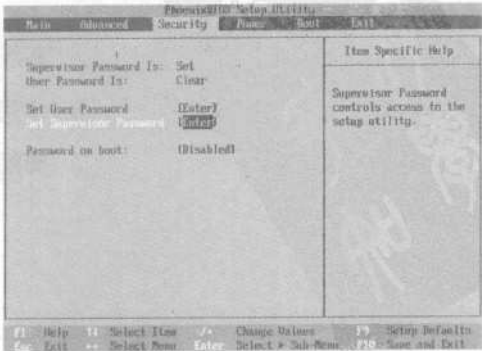 PhoenixBIOS Setup Utility
Main Advanced Security Power Boot Exit
Item Specific Help
Supervisor Password Is: Set
User Password Is: Clear
Supervisor Password controls access to the setup utility.
Set User Password [Enter]
Set Supervisor Password [Enter]
Password on boot: [Disabled]
F1 Help ↑↓ Select Item -/+ Change Values F9 Setup Defaults
Esc Exit ↔ Select Menu Enter Select ▶ Sub-Menu F10 Save and Exit